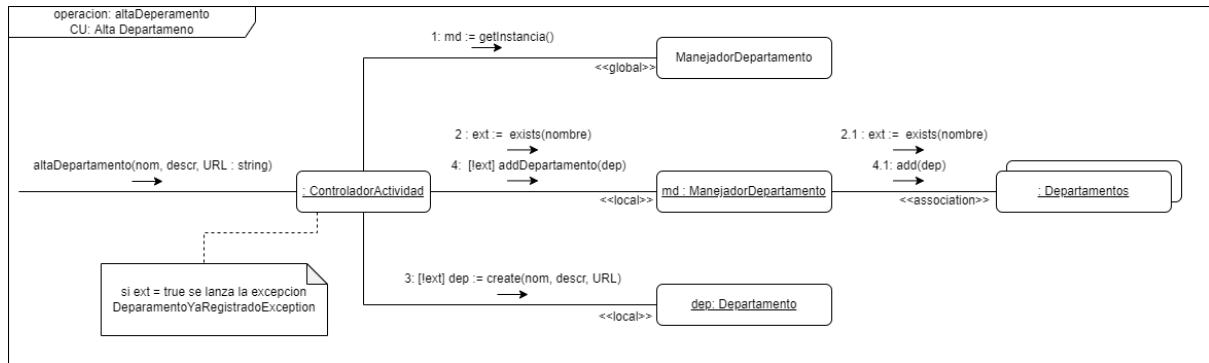 operacion: altaDeperamento
CU: Alta Departameno
1: md := getInstancia()
ManejadorDepartamento
<<global>>
2 : ext :=  exists(nombre)
2.1 : ext :=  exists(nombre)
altaDepartamento(nom, descr, URL : string)
4:  [!ext] addDepartamento(dep)
4.1: add(dep)
: ControladorActividad
md : ManejadorDepartamento
: Departamentos
<<local>>
<<association>>
3: [!ext] dep := create(nom, descr, URL)
si ext = true se lanza la excepcion
DeparamentoYaRegistradoException
dep: Departamento
<<local>>